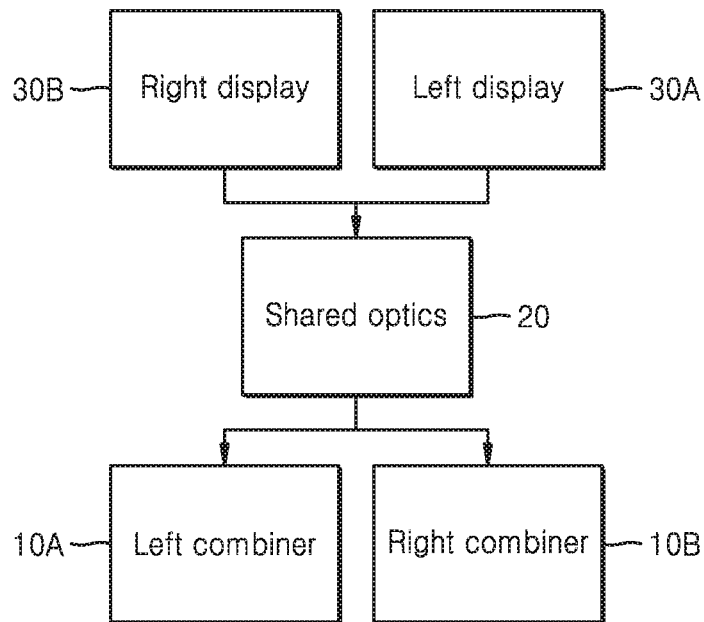 30B Right display Left display 30A
Shared optics 20
10A Left combiner Right combiner 10B